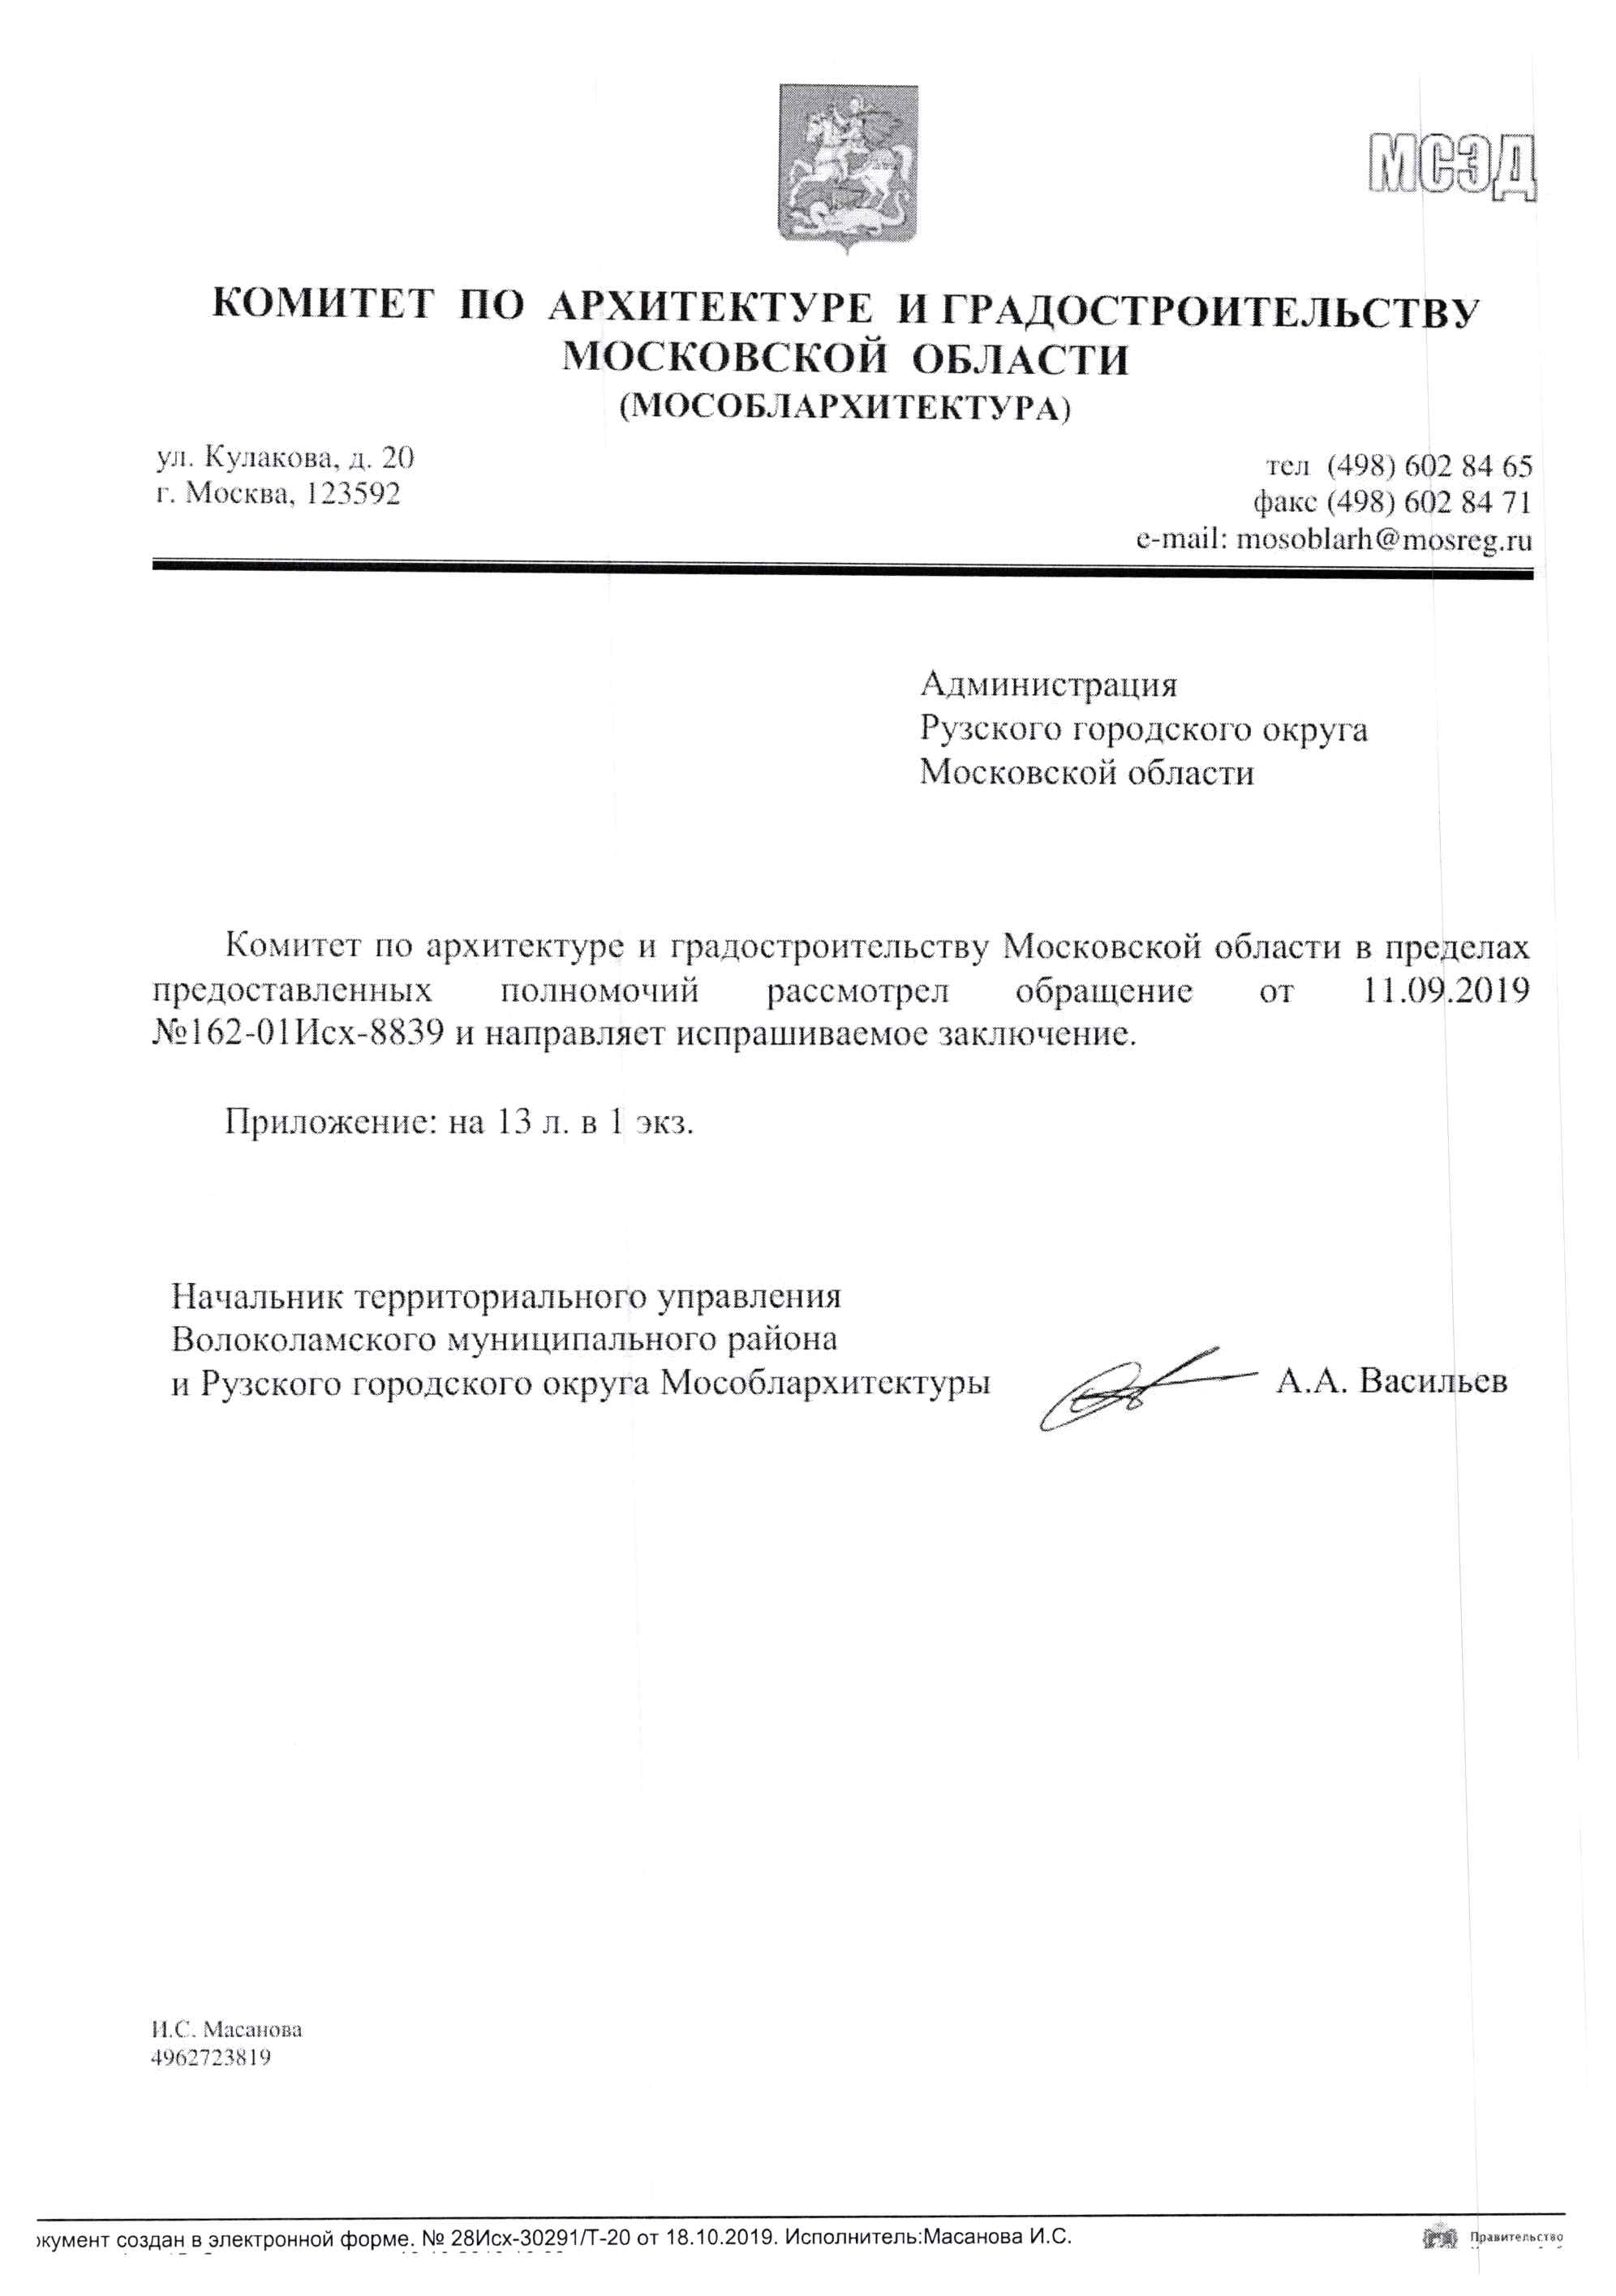 МСЭД
КОМИТЕТ ПО АРХИТЕКТУРЕ И ГРАДОСТРОИТЕЛЬСТВУ
МОСКОВСКОЙ ОБЛАСТИ
(МОСОБЛАРХИТЕКТУРА)
ул. Кулакова, д. 20
г. Москва, 123592
тел (498) 602 84 65
факс (498) 602 84 71
e-mail: mosoblarh@mosreg.ru
Администрация
Рузского городского округа
Московской области
Комитет по архитектуре и градостроительству Московской области в пределах
предоставленных полномочий рассмотрел обращение от 11.09.2019
№162-01Исх-8839 и направляет испрашиваемое заключение.
Приложение: на 13 л. в 1 экз.
Начальник территориального управления
Волоколамского муниципального района
и Рузского городского округа Мособлархитектуры
А.А. Васильев
И.С. Масанова
4962723819
окумент создан в электронной форме. № 28Исх-30291/Т-20 от 18.10.2019. Исполнитель:Масанова И.С.
Правительство